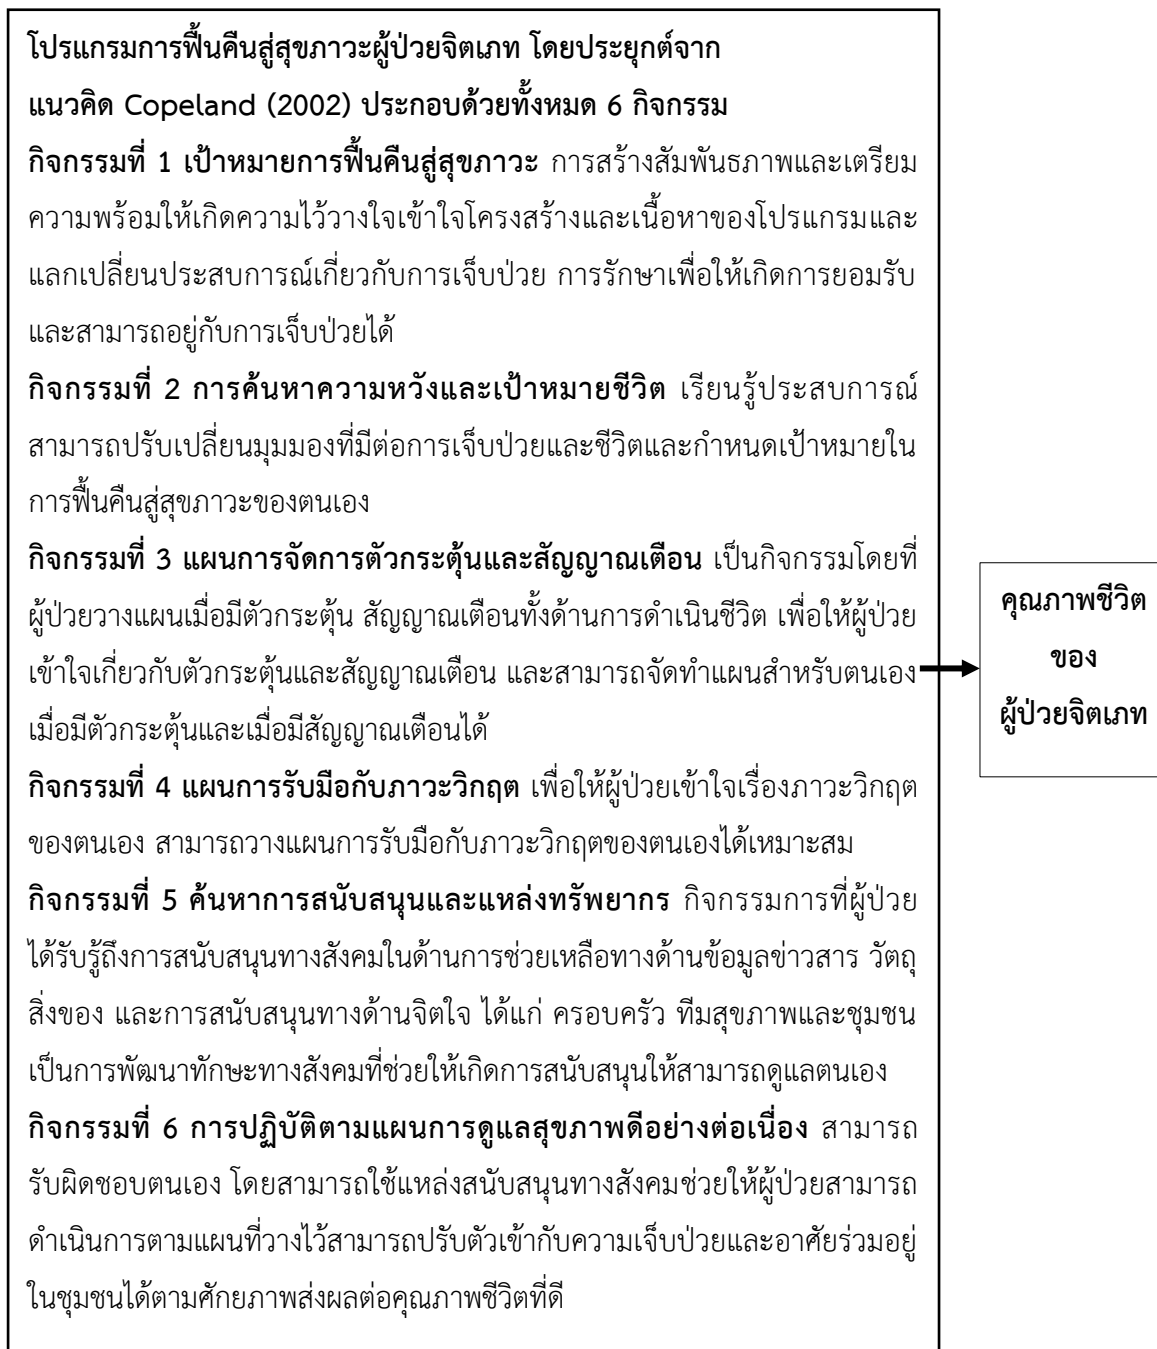 โปรแกรมการฟื้นคืนสู่สุขภาวะผู้ป่วยจิตเภท โดยประยุกต์จาก
แนวคิด Copeland (2002) ประกอบด้วยทั้งหมด 6 กิจกรรม
กิจกรรมที่ 1 เป้าหมายการฟื้นคืนสู่สุขภาวะ การสร้างสัมพันธภาพและเตรียม
ความพร้อมให้เกิดความไว้วางใจเข้าใจโครงสร้างและเนื้อหาของโปรแกรมและ
แลกเปลี่ยนประสบการณ์เกี่ยวกับการเจ็บป่วย การรักษาเพื่อให้เกิดการยอมรับ
และสามารถอยู่กับการเจ็บป่วยได้
กิจกรรมที่ 2 การค้นหาความหวังและเป้าหมายชีวิต เรียนรู้ประสบการณ์
สามารถปรับเปลี่ยนมุมมองที่มีต่อการเจ็บป่วยและชีวิตและกำหนดเป้าหมายใน
การฟื้นคืนสู่สุขภาวะของตนเอง
กิจกรรมที่ 3 แผนการจัดการตัวกระตุ้นและสัญญาณเตือน เป็นกิจกรรมโดยที่
ผู้ป่วยวางแผนเมื่อมีตัวกระตุ้น สัญญาณเตือนทั้งด้านการดำเนินชีวิต เพื่อให้ผู้ป่วย
เข้าใจเกี่ยวกับตัวกระตุ้นและสัญญาณเตือน และสามารถจัดทำแผนสำหรับตนเอง
เมื่อมีตัวกระตุ้นและเมื่อมีสัญญาณเตือนได้
กิจกรรมที่ 4 แผนการรับมือกับภาวะวิกฤต เพื่อให้ผู้ป่วยเข้าใจเรื่องภาวะวิกฤต
ของตนเอง สามารถวางแผนการรับมือกับภาวะวิกฤตของตนเองได้เหมาะสม
กิจกรรมที่ 5 ค้นหาการสนับสนุนและแหล่งทรัพยากร กิจกรรมการที่ผู้ป่วย
ได้รับรู้ถึงการสนับสนุนทางสังคมในด้านการช่วยเหลือทางด้านข้อมูลข่าวสาร วัตถุ
สิ่งของ และการสนับสนุนทางด้านจิตใจ ได้แก่ ครอบครัว ทีมสุขภาพและชุมชน
เป็นการพัฒนาทักษะทางสังคมที่ช่วยให้เกิดการสนับสนุนให้สามารถดูแลตนเอง
กิจกรรมที่ 6 การปฏิบัติตามแผนการดูแลสุขภาพดีอย่างต่อเนื่อง สามารถ
รับผิดชอบตนเอง โดยสามารถใช้แหล่งสนับสนุนทางสังคมช่วยให้ผู้ป่วยสามารถ
ดำเนินการตามแผนที่วางไว้สามารถปรับตัวเข้ากับความเจ็บป่วยและอาศัยร่วมอยู่
ในชุมชนได้ตามศักยภาพส่งผลต่อคุณภาพชีวิตที่ดี
คุณภาพชีวิต
ของ
ผู้ป่วยจิตเภท